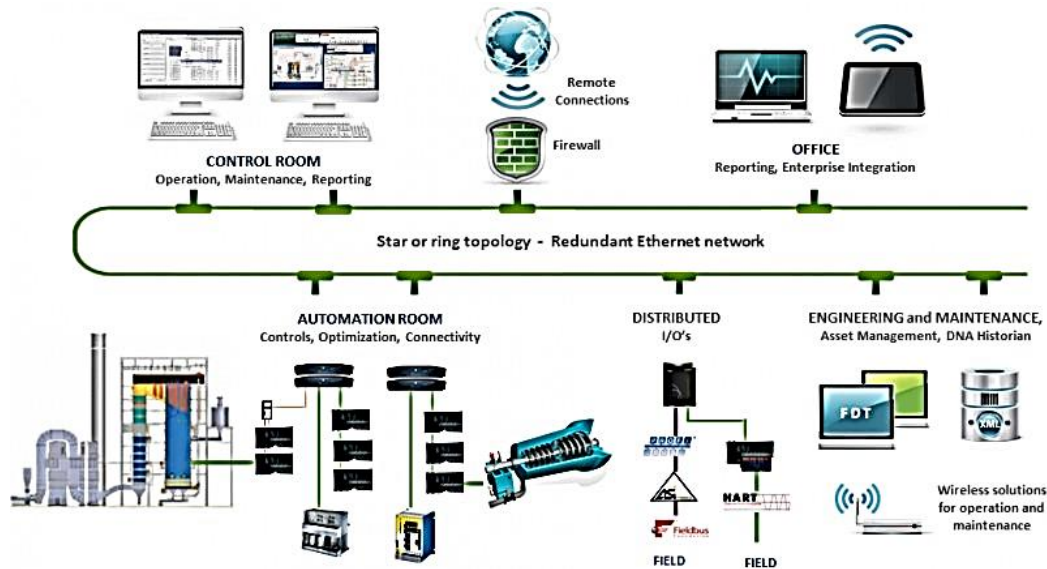 Remote
Connections
Firewall
CONTROL ROOM
Operation, Maintenance, Reporting
OFFICE
Reporting, Enterprise Integration
Star or ring topology - Redundant Ethernet network
AUTOMATION ROOM
Controls, Optimization, Connectivity
DISTRIBUTED
I/O's
ENGINEERING and MAINTENANCE,
Asset Management, DNA Historian
FDT
XML
HART
Fieldbus
FIELD
FIELD
Wireless solutions
for operation and
maintenance